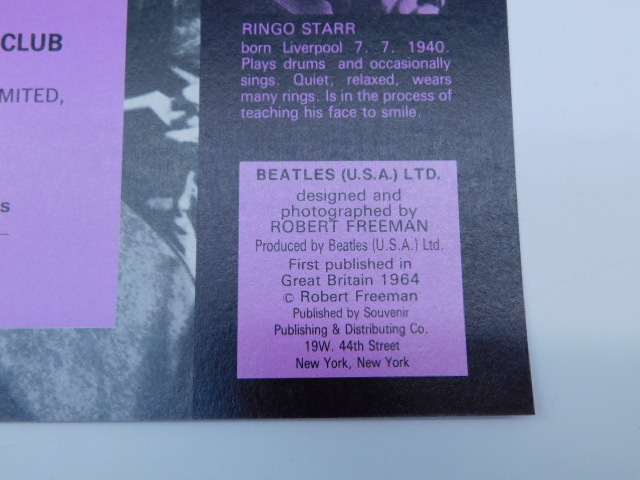 CLUB
MITED,
s
RINGO STARR
born Liverpool 7. 7. 1940.
Plays drums and occasionally
sings. Quiet, relaxed, wears
many rings. Is in the process of
teaching his face to smile.
BEATLES (U.S.A.) LTD.
designed and
photographed by
ROBERT FREEMAN
Produced by Beatles (U.S.A.) Ltd.
First published in
Great Britain 1964
© Robert Freeman
Published by Souvenir
Publishing & Distributing Co.
19W. 44th Street
New York, New York